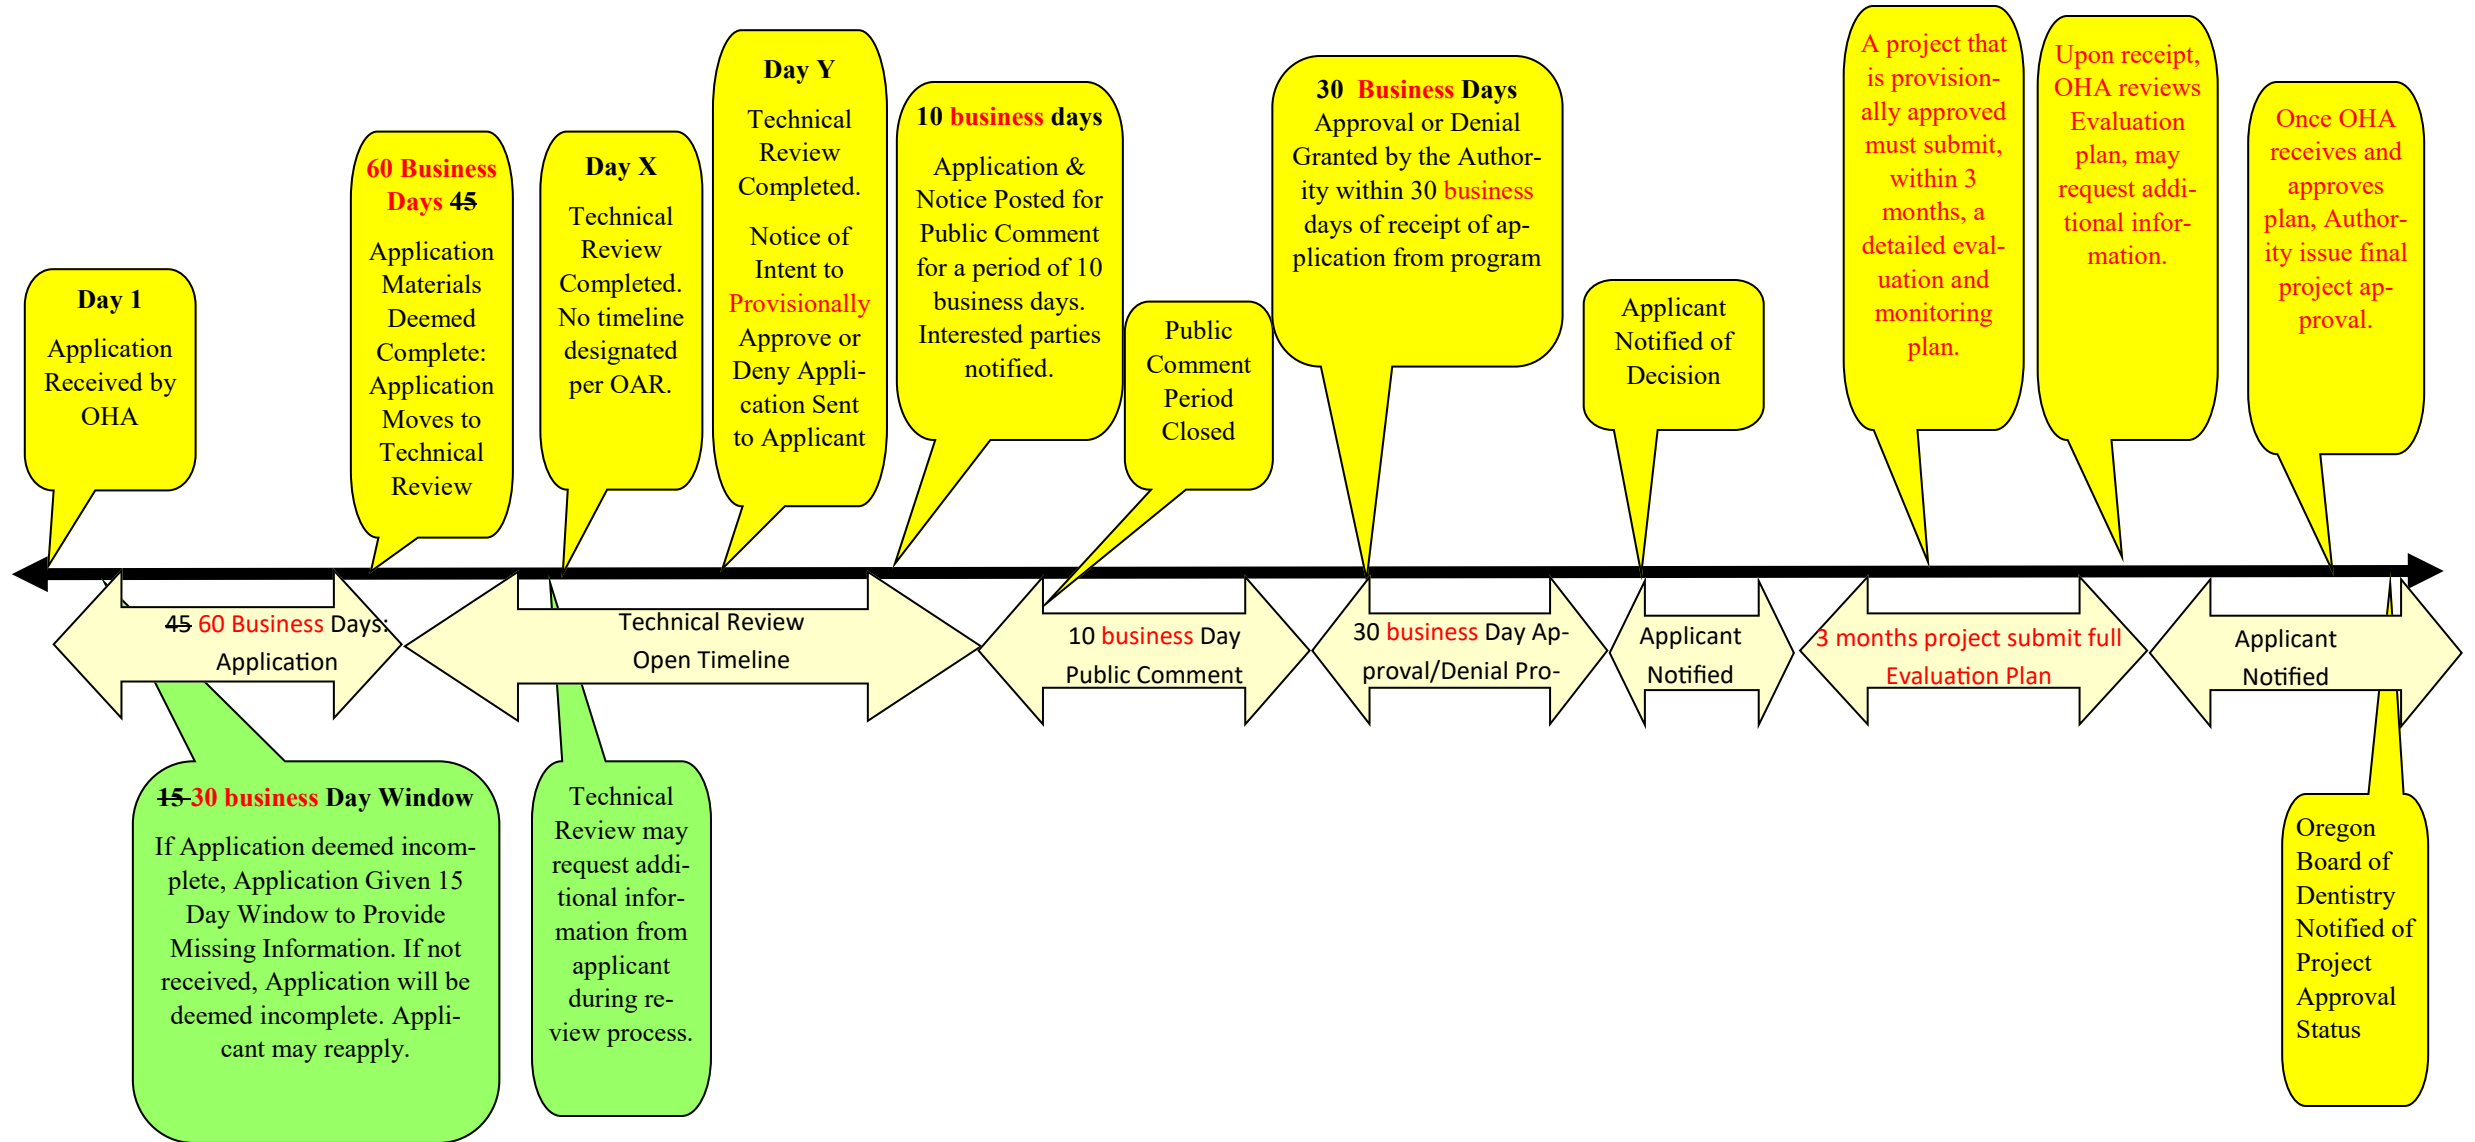 Day 1
Application
Received by
OHA
60 Business
Days 45
Application
Materials
Deemed
Complete:
Application
Moves to
Technical
Review
Day X
Technical
Review
Completed.
No timeline
designated
per OAR.
Day Y
Technical
Review
Completed.
Notice of
Intent to
Provisionally
Approve or
Deny Appli-
cation Sent
to Applicant
10 business days
Application &
Notice Posted for
Public Comment
for a period of 10
business days.
Interested parties
notified.
Public
Comment
Period
Closed
30 Business Days
Approval or Denial
Granted by the Author-
ity within 30 business
days of receipt of ap-
plication from program
Applicant
Notified of
Decision
A project that
is provision-
ally approved
must submit,
within 3
months, a
detailed eval-
uation and
monitoring
plan.
Upon receipt,
OHA reviews
Evaluation
plan, may
request addi-
tional infor-
mation.
Once OHA
receives and
approves
plan, Author-
ity issue final
project ap-
proval.
45 60 Business Days:
Application
Technical Review
Open Timeline
10 business Day
Public Comment
30 business Day Ap-
proval/Denial Pro-
Applicant
Notified
3 months project submit full
Evaluation Plan
Applicant
Notified
15 30 business Day Window
If Application deemed incom-
plete, Application Given 15
Day Window to Provide
Missing Information. If not
received, Application will be
deemed incomplete. Appli-
cant may reapply.
Technical
Review may
request addi-
tional infor-
mation from
applicant
during re-
view process.
Oregon
Board of
Dentistry
Notified of
Project
Approval
Status